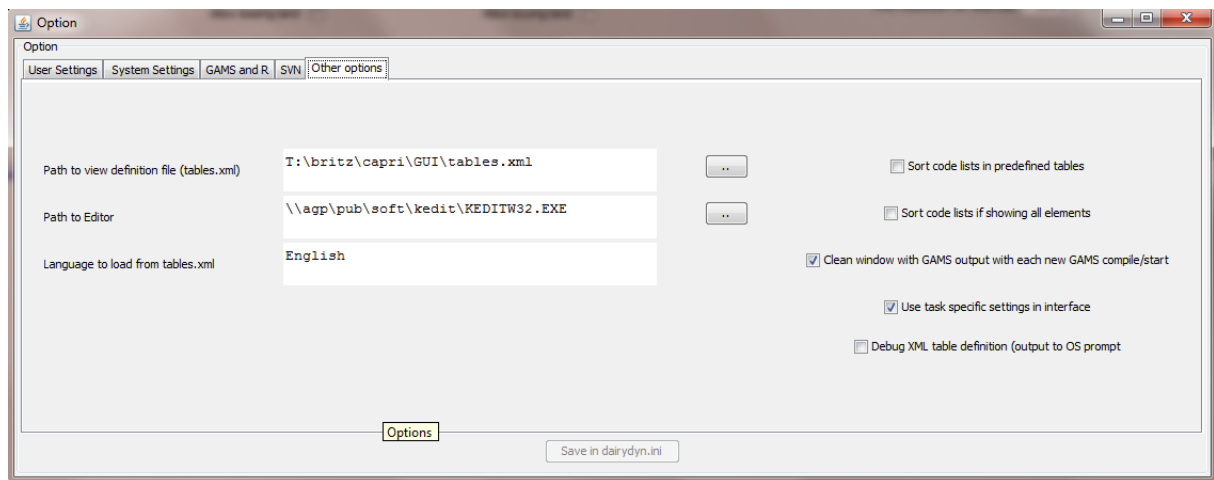 Option
Option
User Settings
System Settings
GAMS and R
SVN
Other options
Path to view definition file (tables.xml)
T:\britz\capri\GUI\tables.xml
..
Sort code lists in predefined tables
Path to Editor
\\agp\pub\soft\kedit\KEDITW32.EXE
..
Sort code lists if showing all elements
Language to load from tables.xml
English
Clean window with GAMS output with each new GAMS compile/start
Use task specific settings in interface
Debug XML table definition (output to OS prompt
Options
Save in dairydyn.ini